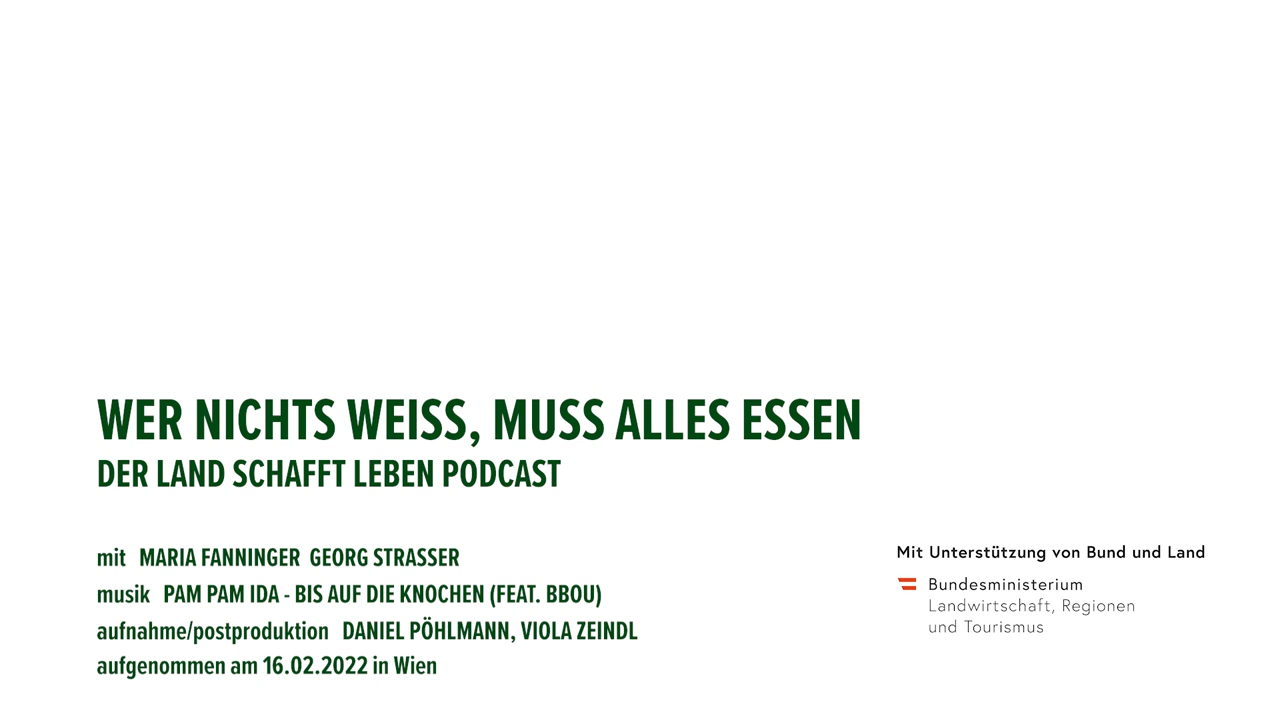 WER NICHTS WEISS, MUSS ALLES ESSEN
DER LAND SCHAFFT LEBEN PODCAST
mit MARIA FANNINGER GEORG STRASSER
musik PAM PAM IDA - BIS AUF DIE KNOCHEN (FEAT. BBOU)
aufnahme/postproduktion DANIEL PÖHLMANN, VIOLA ZEINDL
aufgenommen am 16.02.2022 in Wien
Mit Unterstützung von Bund und Land
Bundesministerium
Landwirtschaft, Regionen
und Tourismus